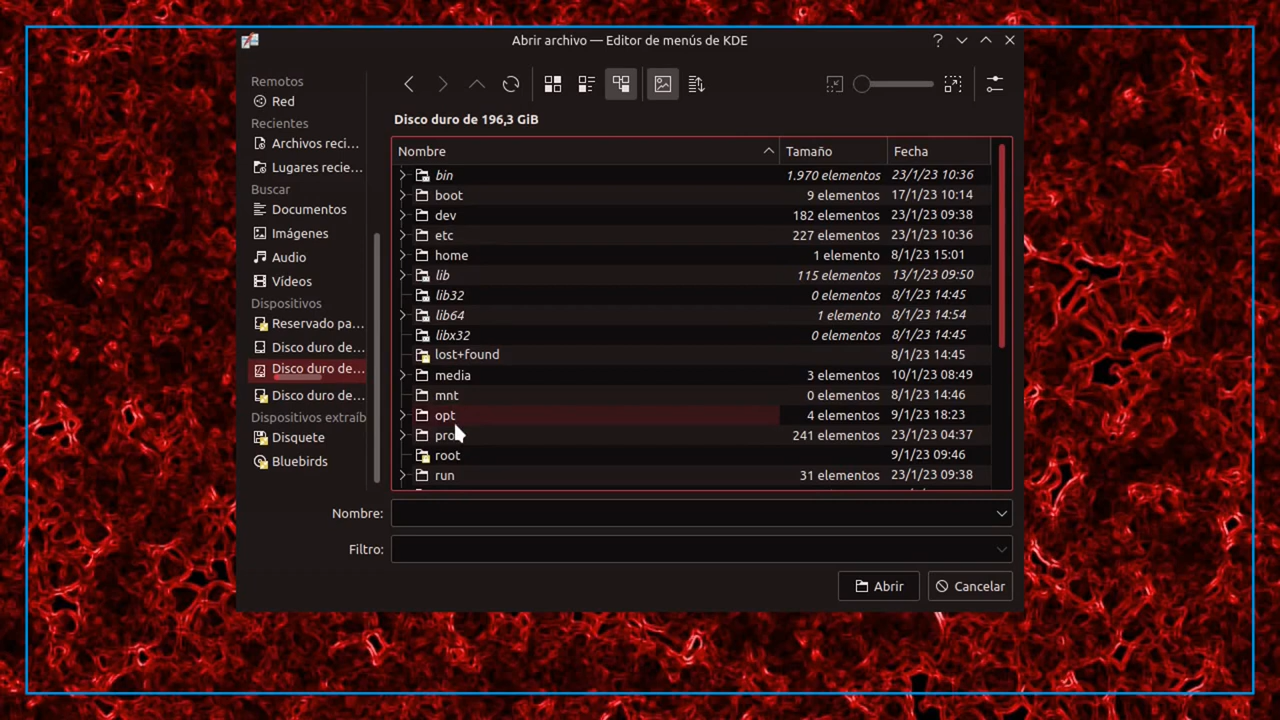 Abrir archivo — Editor de menús de KDE
Remotos
Red
Recientes
Archivos reci...
Lugares recie...
Buscar
Documentos
Imágenes
Audio
Vídeos
Dispositivos
Reservado pa...
Disco duro de...
Disco duro de...
Disco duro de...
Dispositivos extraíb
Disquete
Bluebirds
Disco duro de 196,3 GiB
Nombre Tamaño Fecha
bin 1.970 elementos 23/1/23 10:36
boot 9 elementos 17/1/23 10:14
dev 182 elementos 23/1/23 09:38
etc 227 elementos 23/1/23 10:36
home 1 elemento 8/1/23 15:01
lib 115 elementos 13/1/23 09:50
lib32 0 elementos 8/1/23 14:45
lib64 1 elemento 8/1/23 14:54
libx32 0 elementos 8/1/23 14:45
lost+found 8/1/23 14:45
media 3 elementos 10/1/23 08:49
mnt 0 elementos 8/1/23 14:46
opt 4 elementos 9/1/23 18:23
pro 241 elementos 23/1/23 04:37
root 9/1/23 09:46
run 31 elementos 23/1/23 09:38
Nombre:
Filtro:
Abrir
Cancelar